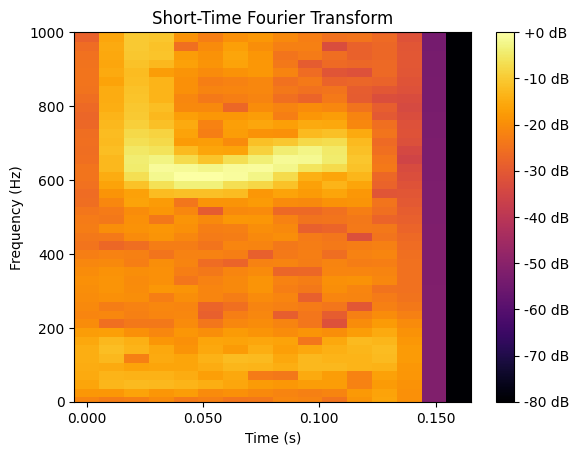 Short-Time Fourier Transform
1000
800
600
400
200
0
Frequency (Hz)
0.000
0.050
0.100
0.150
Time (s)
+0 dB
-10 dB
-20 dB
-30 dB
-40 dB
-50 dB
-60 dB
-70 dB
-80 dB